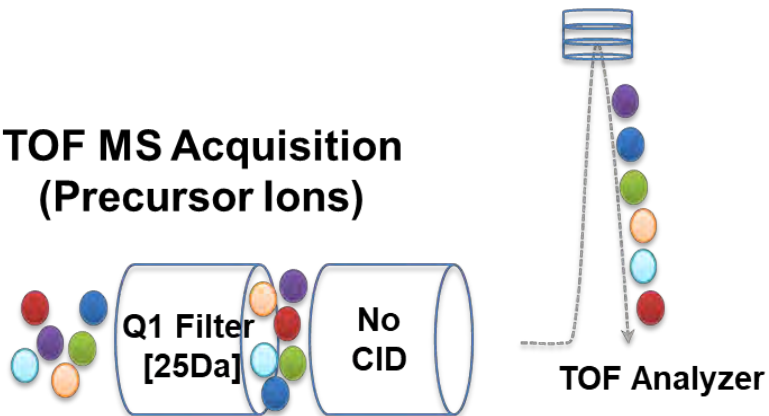 TOF MS Acquisition
(Precursor Ions)
Q1 Filter
[25Da]
No
CID
TOF Analyzer